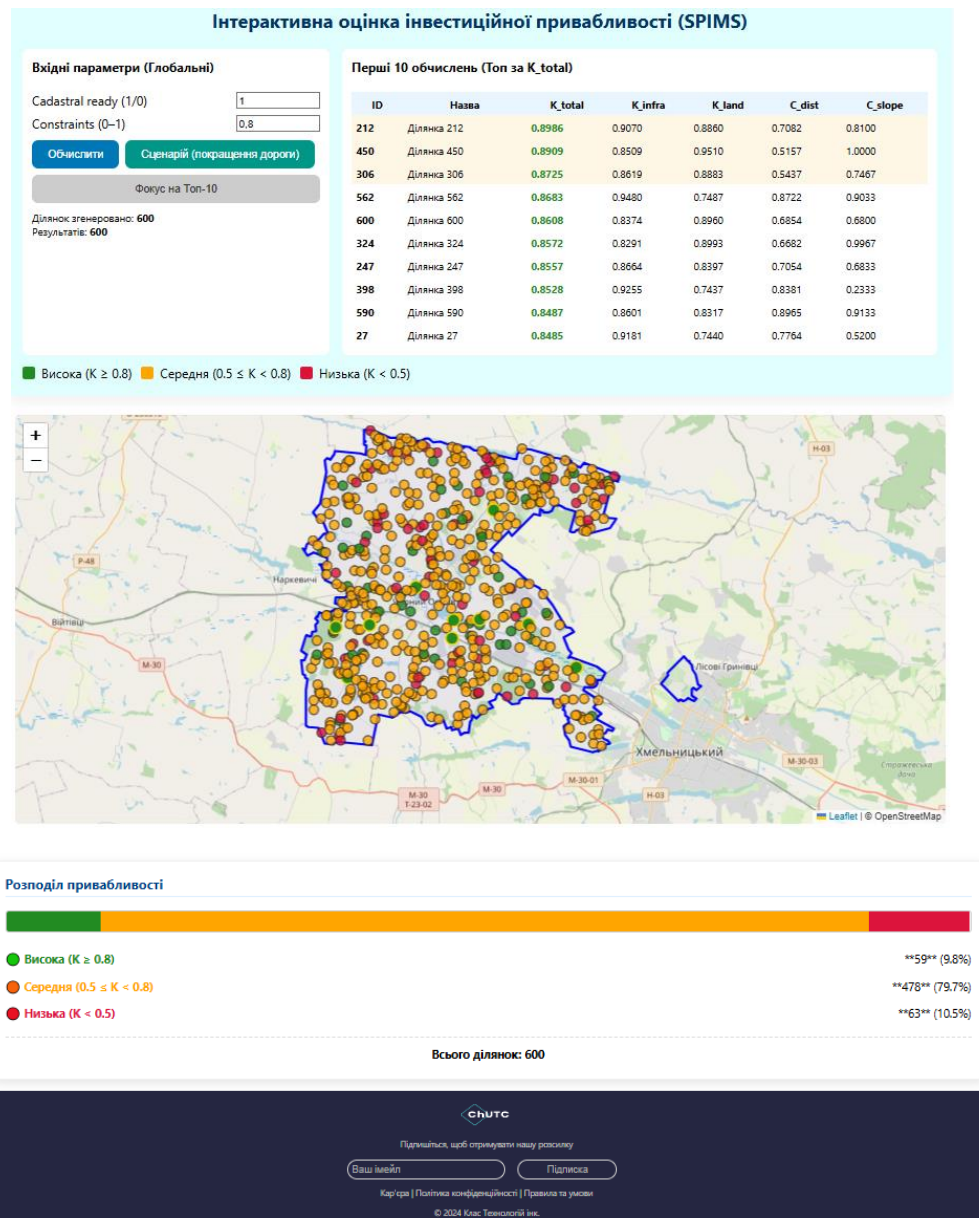 Інтерактивна оцінка інвестиційної привабливості (SPIMS)
Вхідні параметри (Глобальні)
Cadastral ready (1/0) 1
Constraints (0–1) 0,8
Обчислити Сценарій (покращення дороги)
Фокус на Топ-10
Ділянок згенеровано: 600
Результатів: 600
Перші 10 обчислень (Топ за K_total)
ID Назва K_total K_infra K_land C_dist C_slope
212 Ділянка 212 0.8986 0.9070 0.8860 0.7082 0.8100
450 Ділянка 450 0.8909 0.8509 0.9510 0.5157 1.0000
306 Ділянка 306 0.8725 0.8619 0.8883 0.5437 0.7467
562 Ділянка 562 0.8683 0.9480 0.7487 0.8722 0.9033
600 Ділянка 600 0.8608 0.8374 0.8960 0.6854 0.6800
324 Ділянка 324 0.8572 0.8291 0.8993 0.6682 0.9967
247 Ділянка 247 0.8557 0.8664 0.8397 0.7054 0.6833
398 Ділянка 398 0.8528 0.9255 0.7437 0.8381 0.2333
590 Ділянка 590 0.8487 0.8601 0.8317 0.8965 0.9133
27 Ділянка 27 0.8485 0.9181 0.7440 0.7764 0.5200
Висока (K ≥ 0.8) Середня (0.5 ≤ K < 0.8) Низька (K < 0.5)
+
−
Н-03
Р-48
Наркевичі
Війтівці
М-30
Лісові Гринівці
Хмельницький
М-30-03
М-30-01
М-30
М-30
Т-23-02
Н-03
Leaflet | © OpenStreetMap
Розподіл привабливості
Висока (K ≥ 0.8) **59** (9.8%)
Середня (0.5 ≤ K < 0.8) **478** (79.7%)
Низька (K < 0.5) **63** (10.5%)
Всього ділянок: 600
ChUTC
Підпишіться, щоб отримувати нашу розсилку
Ваш імейл Підписка
Кар'єра | Політика конфіденційності | Правила та умови
© 2024 Клас Технологій інк.